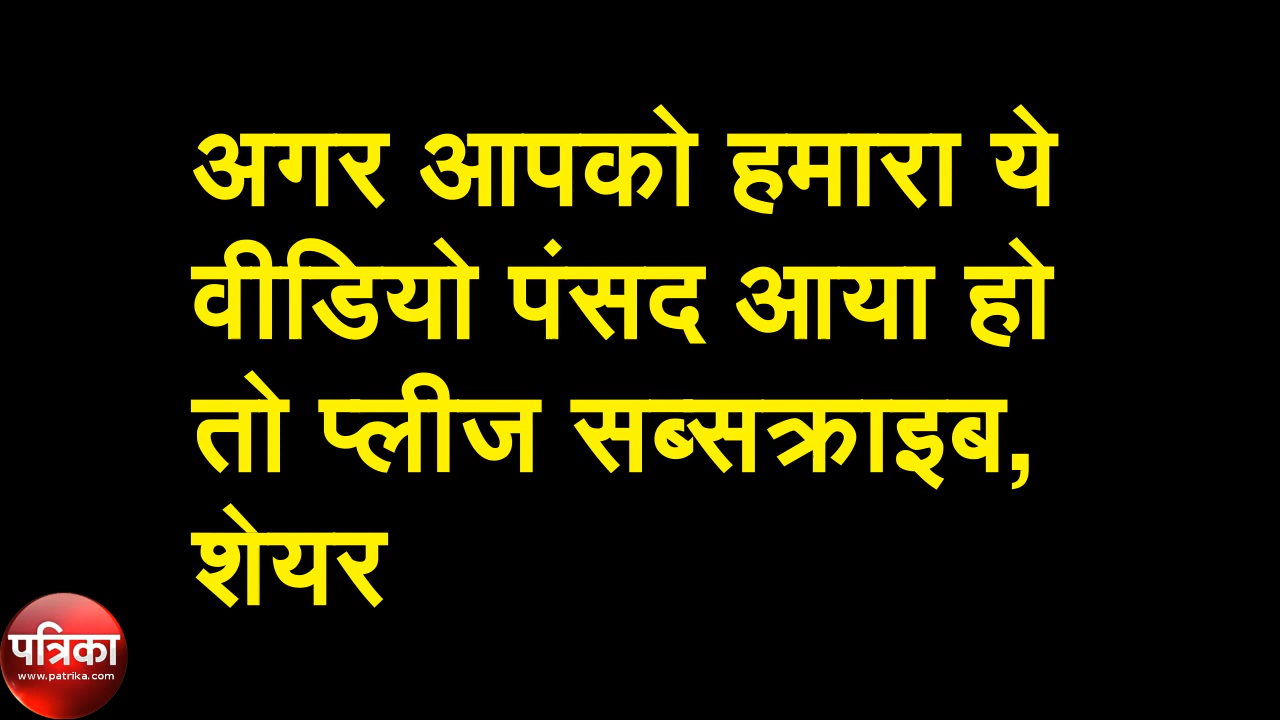 अगर आपको हमारा ये
वीडियो पंसद आया हो
तो प्लीज सब्सक्राइब,
शेयर
पत्रिका
www.patrika.com